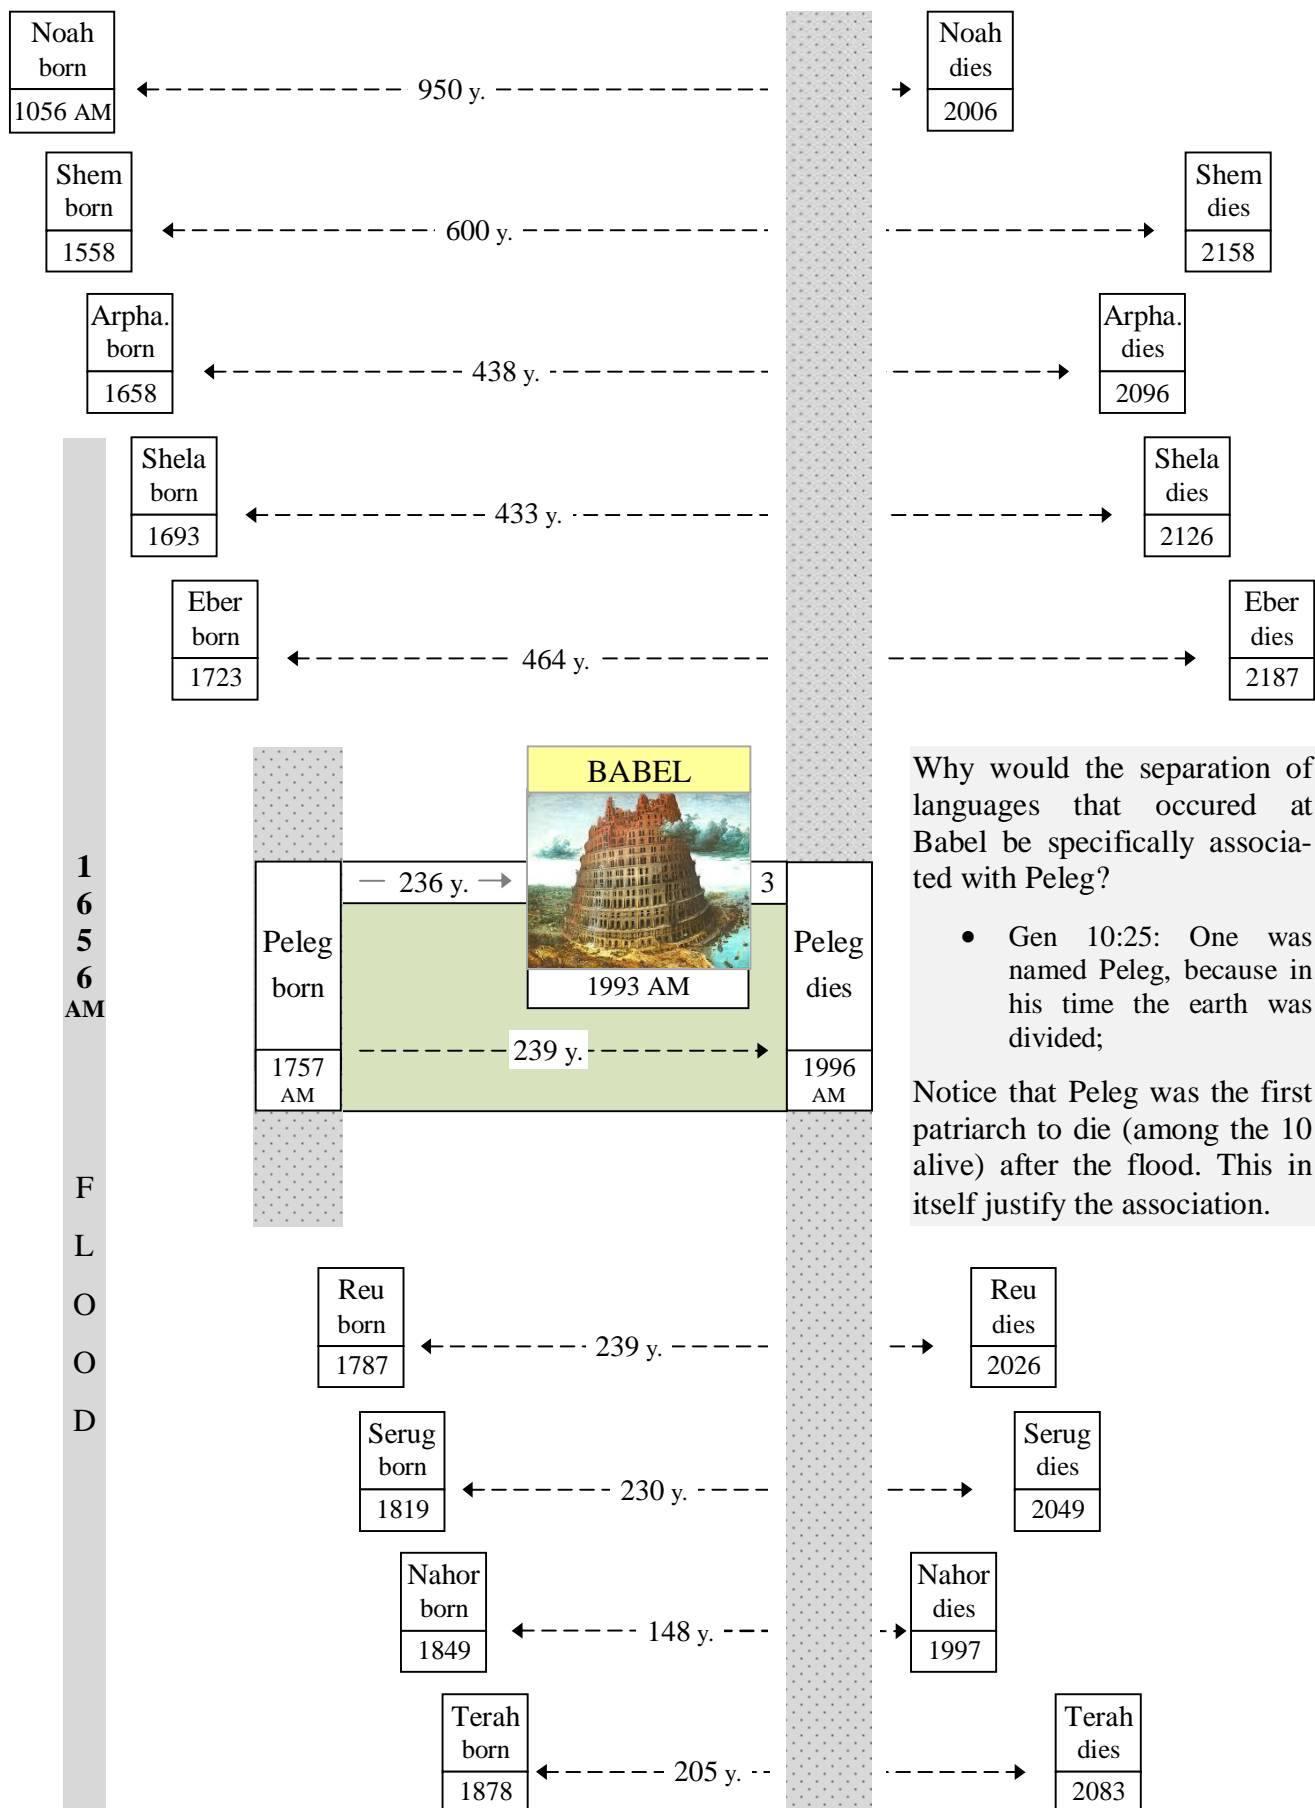 Noah
born
1056 AM
950 y.
Noah
dies
2006
Shem
born
1558
600 y.
Shem
dies
2158
Arpha.
born
1658
438 y.
Arpha.
dies
2096
Shela
born
1693
433 y.
Shela
dies
2126
Eber
born
1723
464 y.
Eber
dies
2187
1
6
5
6
AM
F
L
O
O
D
Peleg
born
1757
AM
236 y.
BABEL
1993 AM
3
239 y.
Peleg
dies
1996
AM
Why would the separation of
languages that occured at
Babel be specifically associa-
ted with Peleg?
• Gen 10:25: One was
named Peleg, because in
his time the earth was
divided;
Notice that Peleg was the first
patriarch to die (among the 10
alive) after the flood. This in
itself justify the association.
Reu
born
1787
239 y.
Reu
dies
2026
Serug
born
1819
230 y.
Serug
dies
2049
Nahor
born
1849
148 y.
Nahor
dies
1997
Terah
born
1878
205 y.
Terah
dies
2083